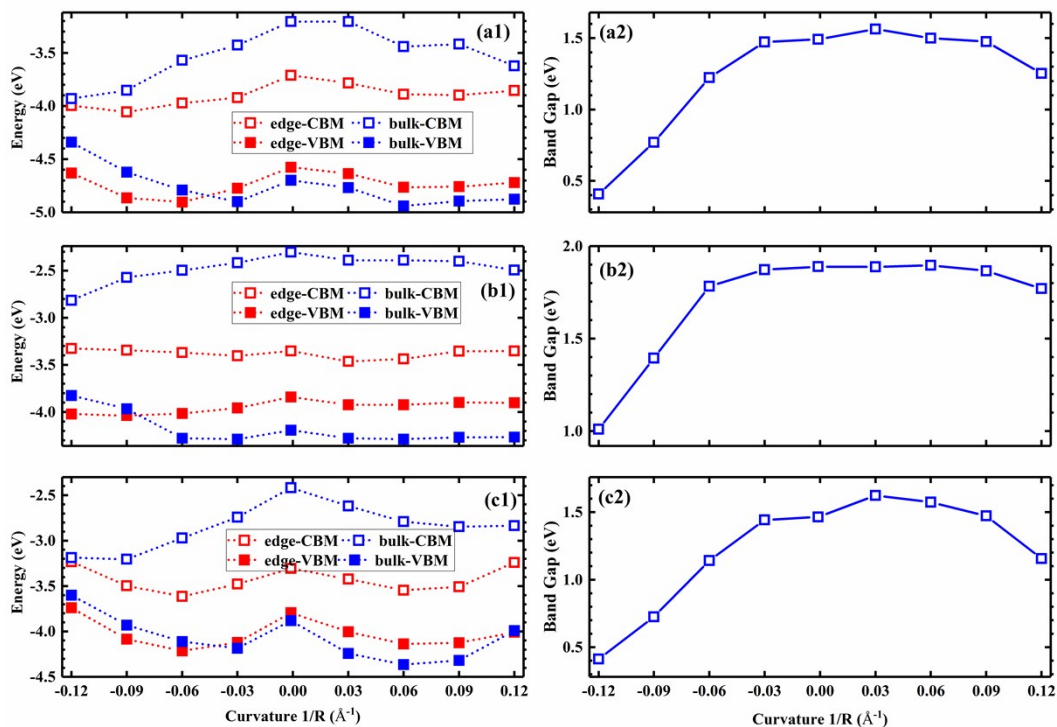 (a1)
Energy (eV)
-3.5
-4.0
-4.5
-5.0
edge-CBM
bulk-CBM
edge-VBM
bulk-VBM
(a2)
Band Gap (eV)
1.5
1.0
0.5
(b1)
Energy (eV)
-2.5
-3.0
-3.5
-4.0
edge-CBM
bulk-CBM
edge-VBM
bulk-VBM
(b2)
Band Gap (eV)
2.0
1.5
1.0
(c1)
Energy (eV)
-2.5
-3.0
-3.5
-4.0
-4.5
edge-CBM
bulk-CBM
edge-VBM
bulk-VBM
-0.12 -0.09 -0.06 -0.03 0.00 0.03 0.06 0.09 0.12
Curvature 1/R (Å⁻¹)
(c2)
Band Gap (eV)
1.5
1.0
0.5
-0.12 -0.09 -0.06 -0.03 0.00 0.03 0.06 0.09 0.12
Curvature 1/R (Å⁻¹)